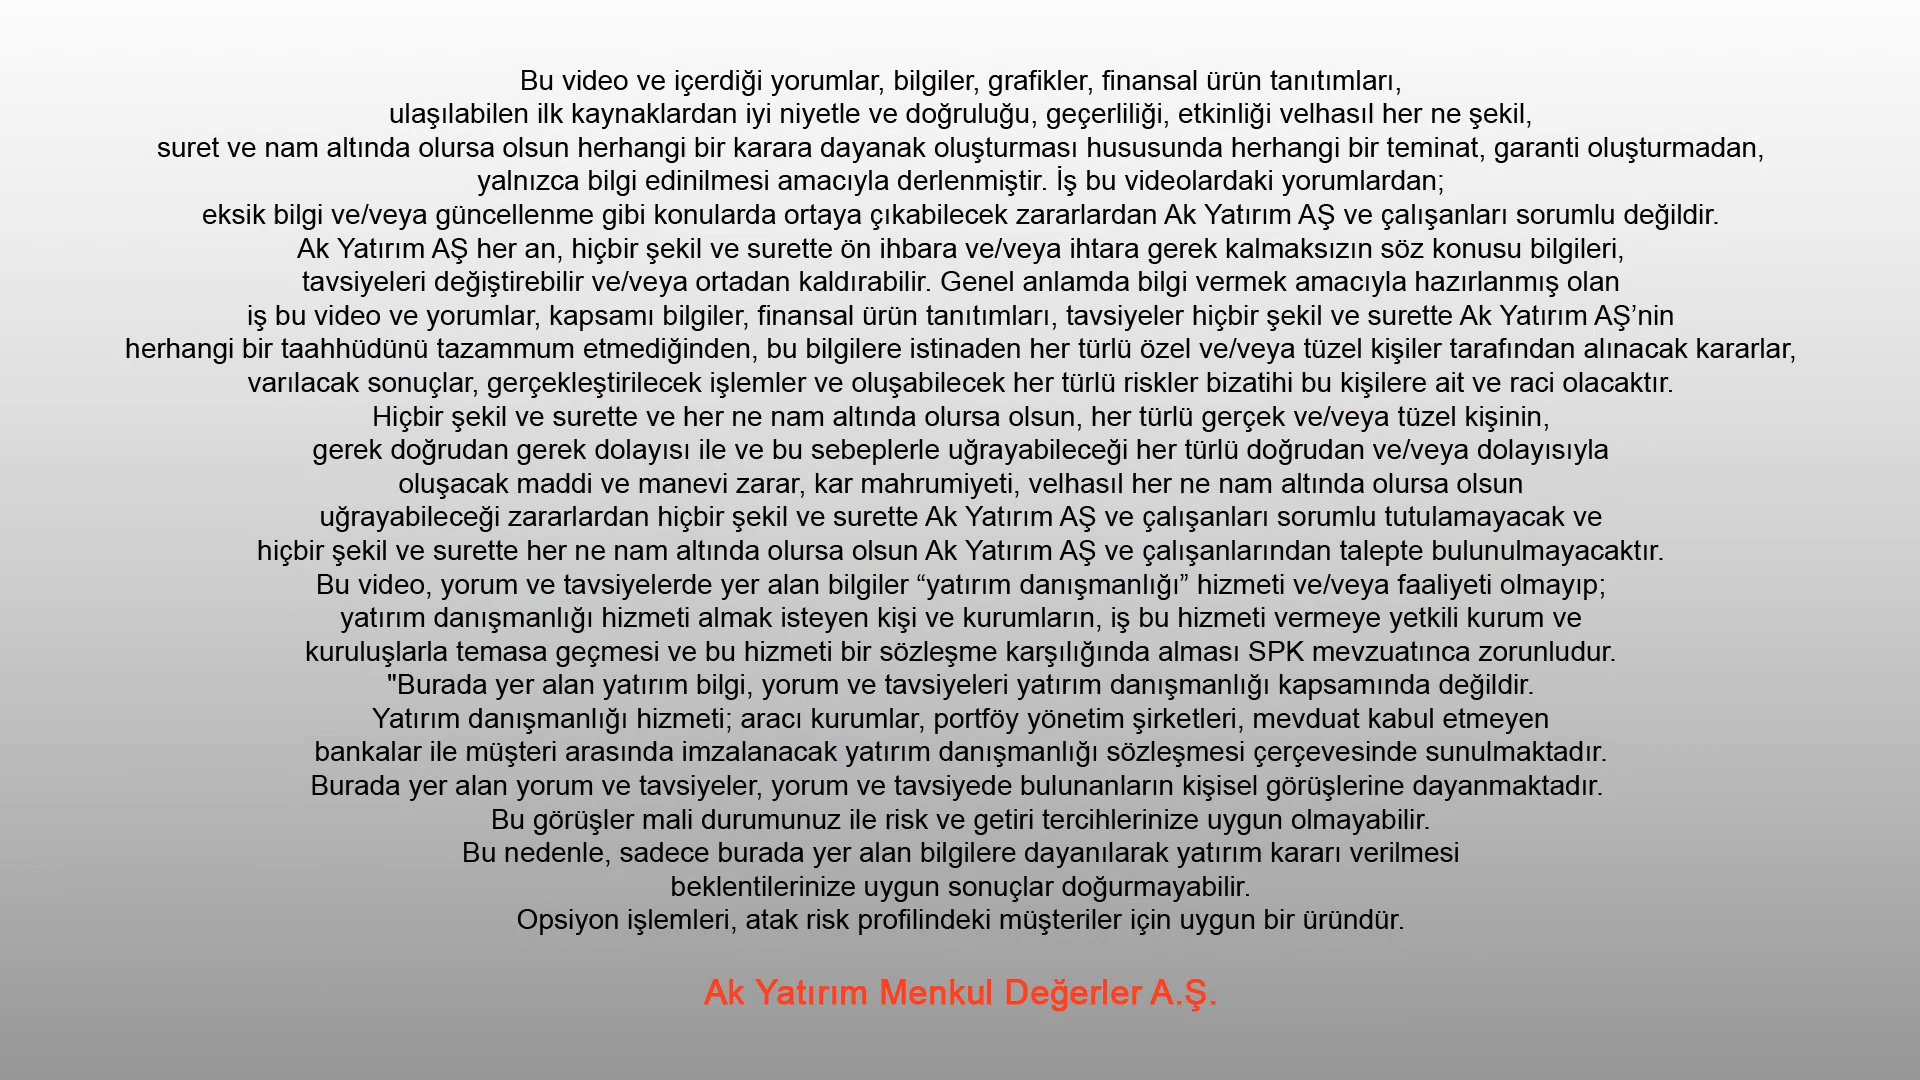 Bu video ve içerdiği yorumlar, bilgiler, grafikler, finansal ürün tanıtımları,
ulaşılabilen ilk kaynaklardan iyi niyetle ve doğruluğu, geçerliliği, etkinliği velhasıl her ne şekil,
suret ve nam altında olursa olsun herhangi bir karara dayanak oluşturması hususunda herhangi bir teminat, garanti oluşturmadan,
yalnızca bilgi edinilmesi amacıyla derlenmiştir. İş bu videolardaki yorumlardan;
eksik bilgi ve/veya güncellenme gibi konularda ortaya çıkabilecek zararlardan Ak Yatırım AŞ ve çalışanları sorumlu değildir.
Ak Yatırım AŞ her an, hiçbir şekil ve surette ön ihbara ve/veya ihtara gerek kalmaksızın söz konusu bilgileri,
tavsiyeleri değiştirebilir ve/veya ortadan kaldırabilir. Genel anlamda bilgi vermek amacıyla hazırlanmış olan
iş bu video ve yorumlar, kapsamı bilgiler, finansal ürün tanıtımları, tavsiyeler hiçbir şekil ve surette Ak Yatırım AŞ’nin
herhangi bir taahhüdünü tazammum etmediğinden, bu bilgilere istinaden her türlü özel ve/veya tüzel kişiler tarafından alınacak kararlar,
varılacak sonuçlar, gerçekleştirilecek işlemler ve oluşabilecek her türlü riskler bizatihi bu kişilere ait ve raci olacaktır.
Hiçbir şekil ve surette ve her ne nam altında olursa olsun, her türlü gerçek ve/veya tüzel kişinin,
gerek doğrudan gerek dolayısı ile ve bu sebeplerle uğrayabileceği her türlü doğrudan ve/veya dolayısıyla
oluşacak maddi ve manevi zarar, kar mahrumiyeti, velhasıl her ne nam altında olursa olsun
uğrayabileceği zararlardan hiçbir şekil ve surette Ak Yatırım AŞ ve çalışanları sorumlu tutulamayacak ve
hiçbir şekil ve surette her ne nam altında olursa olsun Ak Yatırım AŞ ve çalışanlarından talepte bulunulmayacaktır.
Bu video, yorum ve tavsiyelerde yer alan bilgiler “yatırım danışmanlığı” hizmeti ve/veya faaliyeti olmayıp;
yatırım danışmanlığı hizmeti almak isteyen kişi ve kurumların, iş bu hizmeti vermeye yetkili kurum ve
kuruluşlarla temasa geçmesi ve bu hizmeti bir sözleşme karşılığında alması SPK mevzuatınca zorunludur.
"Burada yer alan yatırım bilgi, yorum ve tavsiyeleri yatırım danışmanlığı kapsamında değildir.
Yatırım danışmanlığı hizmeti; aracı kurumlar, portföy yönetim şirketleri, mevduat kabul etmeyen
bankalar ile müşteri arasında imzalanacak yatırım danışmanlığı sözleşmesi çerçevesinde sunulmaktadır.
Burada yer alan yorum ve tavsiyeler, yorum ve tavsiyede bulunanların kişisel görüşlerine dayanmaktadır.
Bu görüşler mali durumunuz ile risk ve getiri tercihlerinize uygun olmayabilir.
Bu nedenle, sadece burada yer alan bilgilere dayanılarak yatırım kararı verilmesi
beklentilerinize uygun sonuçlar doğurmayabilir.
Opsiyon işlemleri, atak risk profilindeki müşteriler için uygun bir üründür.
Ak Yatırım Menkul Değerler A.Ş.